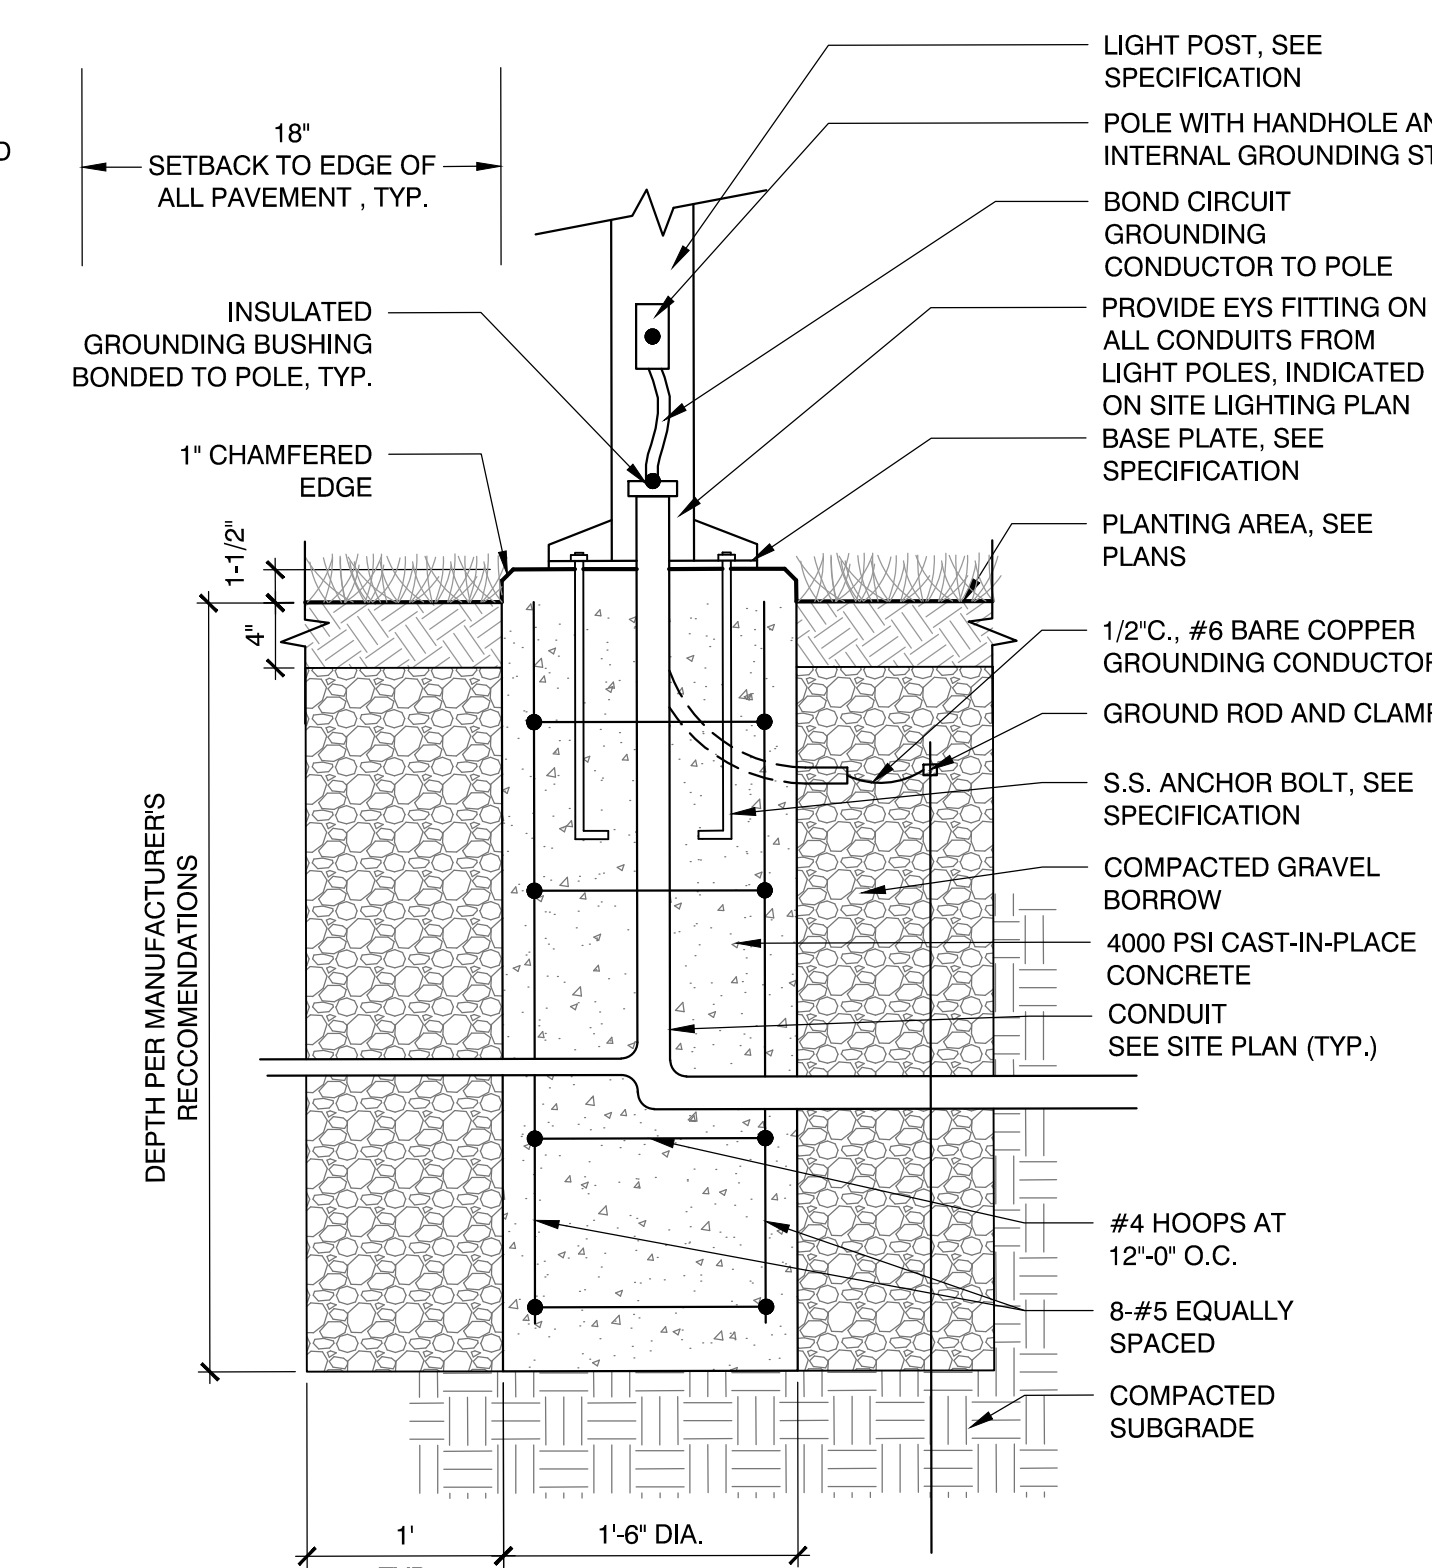 18"
SETBACK TO EDGE OF
ALL PAVEMENT , TYP.
INSULATED
GROUNDING BUSHING
BONDED TO POLE, TYP.
1" CHAMFERED
EDGE
1-1/2"
4"
DEPTH PER MANUFACTURER'S
RECCOMENDATIONS
LIGHT POST, SEE
SPECIFICATION
POLE WITH HANDHOLE AN
INTERNAL GROUNDING ST
BOND CIRCUIT
GROUNDING
CONDUCTOR TO POLE
PROVIDE EYS FITTING ON
ALL CONDUITS FROM
LIGHT POLES, INDICATED
ON SITE LIGHTING PLAN
BASE PLATE, SEE
SPECIFICATION
PLANTING AREA, SEE
PLANS
1/2"C., #6 BARE COPPER
GROUNDING CONDUCTOR
GROUND ROD AND CLAMP
S.S. ANCHOR BOLT, SEE
SPECIFICATION
COMPACTED GRAVEL
BORROW
4000 PSI CAST-IN-PLACE
CONCRETE
CONDUIT
SEE SITE PLAN (TYP.)
#4 HOOPS AT
12"-0" O.C.
8-#5 EQUALLY
SPACED
COMPACTED
SUBGRADE
1'
1'-6" DIA.